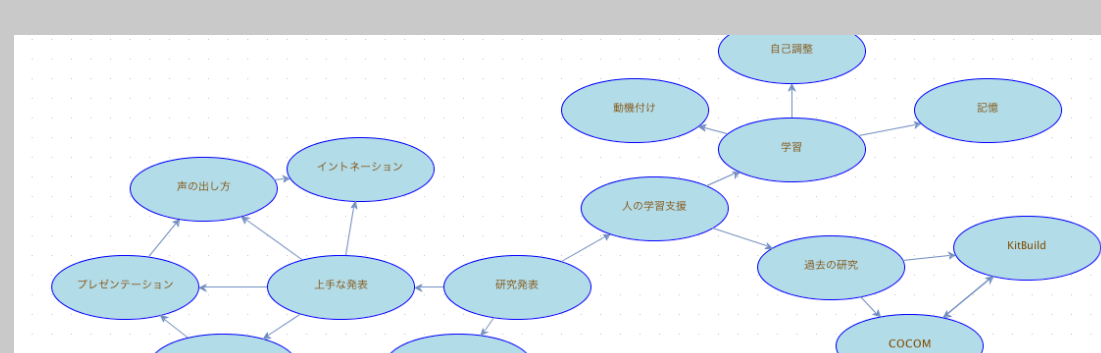 自己調整
動機付け
記憶
学習
イントネーション
声の出し方
人の学習支援
KitBuild
過去の研究
プレゼンテーション
上手な発表
研究発表
COCOM